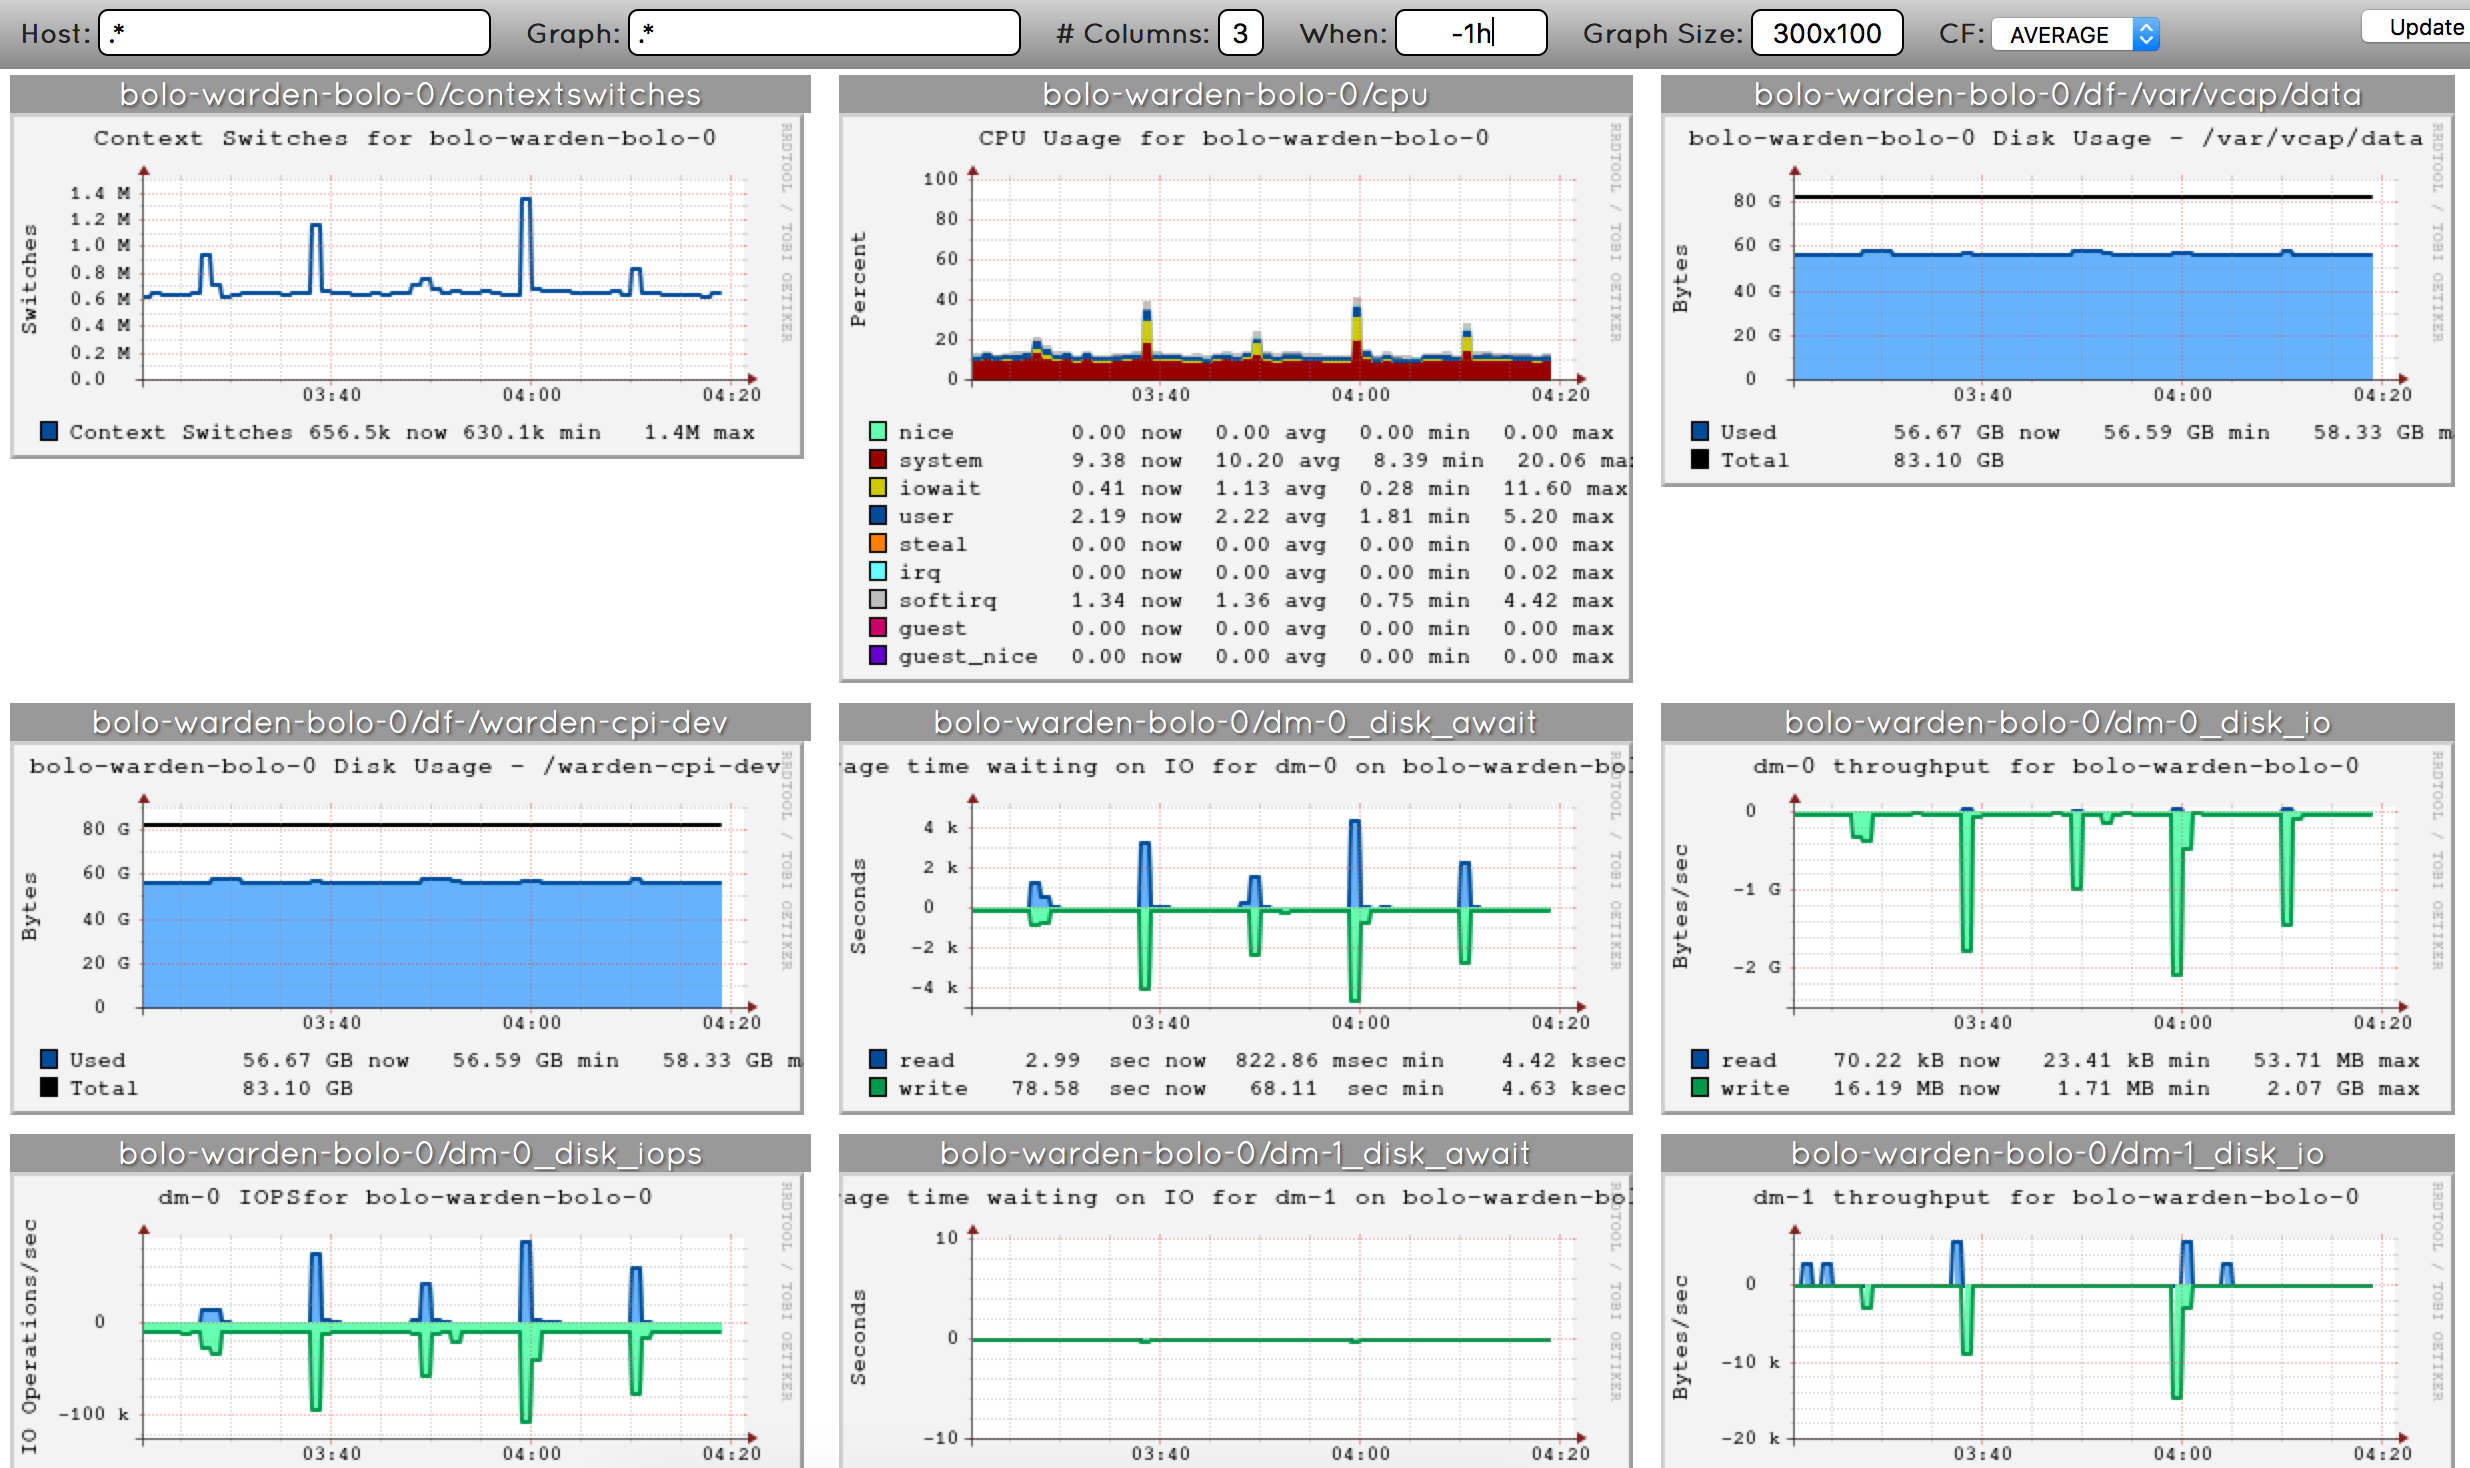 Host: .* Graph: .* # Columns: 3 When: -1h Graph Size: 300x100 CF: AVERAGE Update
bolo-warden-bolo-0/contextswitches
Context Switches for bolo-warden-bolo-0
RRDTOOL / TOBI OETIKER
Switches
1.4 M
1.2 M
1.0 M
0.8 M
0.6 M
0.4 M
0.2 M
0.0
03:40 04:00 04:20
Context Switches 656.5k now 630.1k min 1.4M max
bolo-warden-bolo-0/cpu
CPU Usage for bolo-warden-bolo-0
RRDTOOL / TOBI OETIKER
Percent
100
80
60
40
20
0
03:40 04:00 04:20
nice 0.00 now 0.00 avg 0.00 min 0.00 max
system 9.38 now 10.20 avg 8.39 min 20.06 ma
iowait 0.41 now 1.13 avg 0.28 min 11.60 max
user 2.19 now 2.22 avg 1.81 min 5.20 max
steal 0.00 now 0.00 avg 0.00 min 0.00 max
irq 0.00 now 0.00 avg 0.00 min 0.02 max
softirq 1.34 now 1.36 avg 0.75 min 4.42 max
guest 0.00 now 0.00 avg 0.00 min 0.00 max
guest_nice 0.00 now 0.00 avg 0.00 min 0.00 max
bolo-warden-bolo-0/df-/var/vcap/data
bolo-warden-bolo-0 Disk Usage - /var/vcap/data
RRDTOOL / TOBI OETIKER
Bytes
80 G
60 G
40 G
20 G
0
03:40 04:00 04:20
Used 56.67 GB now 56.59 GB min 58.33 GB m
Total 83.10 GB
bolo-warden-bolo-0/df-/warden-cpi-dev
bolo-warden-bolo-0 Disk Usage - /warden-cpi-dev
RRDTOOL / TOBI OETIKER
Bytes
80 G
60 G
40 G
20 G
0
03:40 04:00 04:20
Used 56.67 GB now 56.59 GB min 58.33 GB m
Total 83.10 GB
bolo-warden-bolo-0/dm-0_disk_await
age time waiting on IO for dm-0 on bolo-warden-bol
RRDTOOL / TOBI OETIKER
Seconds
4 k
2 k
0
-2 k
-4 k
03:40 04:00 04:20
read 2.99 sec now 822.86 msec min 4.42 ksec
write 78.58 sec now 68.11 sec min 4.63 ksec
bolo-warden-bolo-0/dm-0_disk_io
dm-0 throughput for bolo-warden-bolo-0
RRDTOOL / TOBI OETIKER
Bytes/sec
0
-1 G
-2 G
03:40 04:00 04:20
read 70.22 kB now 23.41 kB min 53.71 MB max
write 16.19 MB now 1.71 MB min 2.07 GB max
bolo-warden-bolo-0/dm-0_disk_iops
dm-0 IOPSfor bolo-warden-bolo-0
RRDTOOL / TOBI OETIKER
IO Operations/sec
0
-100 k
03:40 04:00 04:20
bolo-warden-bolo-0/dm-1_disk_await
age time waiting on IO for dm-1 on bolo-warden-bol
RRDTOOL / TOBI OETIKER
Seconds
10
0
-10
03:40 04:00 04:20
bolo-warden-bolo-0/dm-1_disk_io
dm-1 throughput for bolo-warden-bolo-0
RRDTOOL / TOBI OETIKER
Bytes/sec
0
-10 k
-20 k
03:40 04:00 04:20